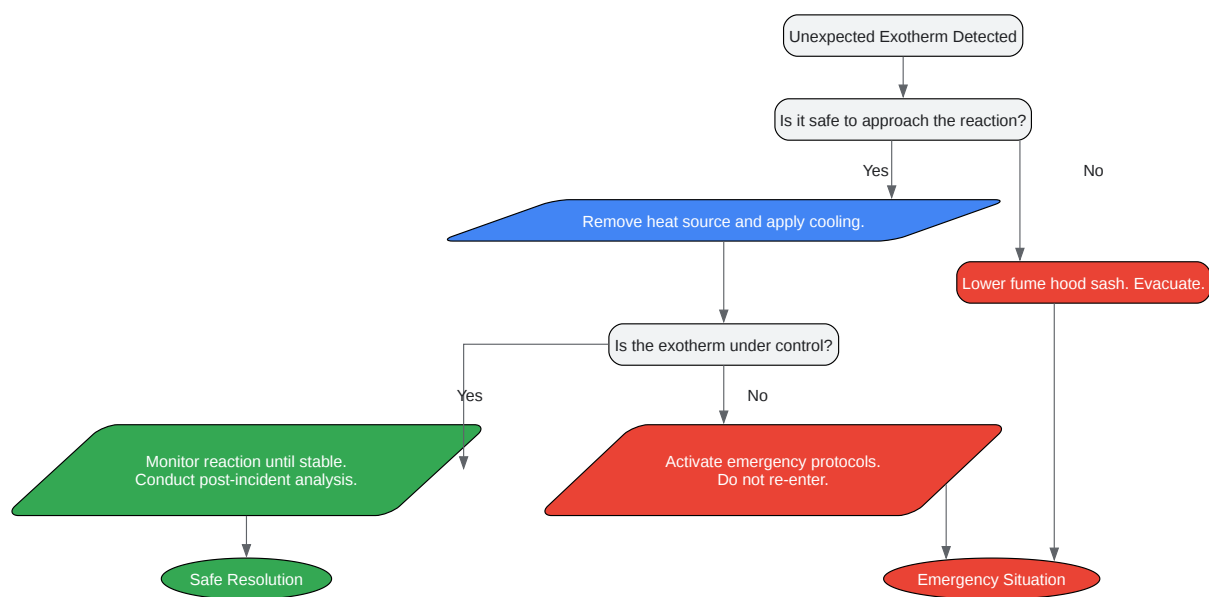 Unexpected Exotherm Detected
Is it safe to approach the reaction?
Yes
No
Remove heat source and apply cooling.
Lower fume hood sash. Evacuate.
Is the exotherm under control?
Yes
No
Monitor reaction until stable.
Conduct post-incident analysis.
Activate emergency protocols.
Do not re-enter.
Safe Resolution
Emergency Situation